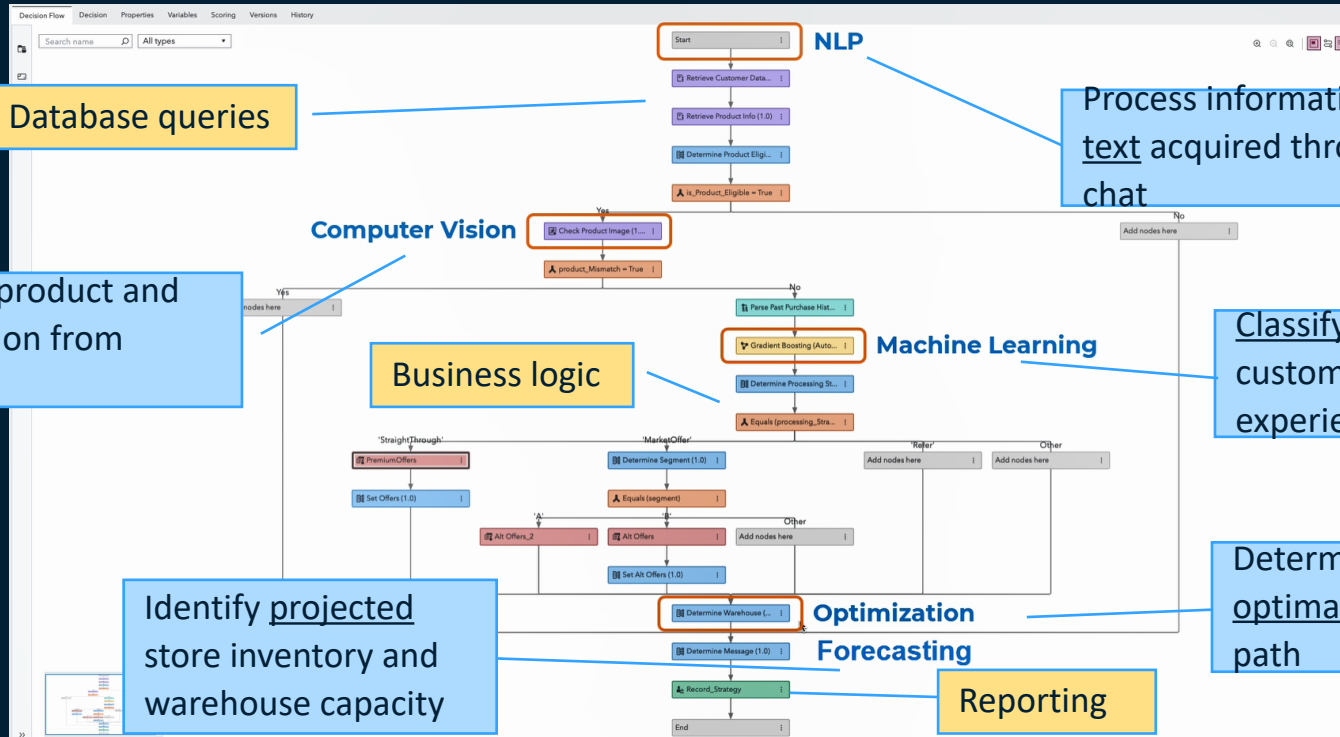 Decision Flow Decision Properties Variables Scoring Versions History
Search name All types
Start
NLP
Retrieve Customer Data...
Process informati
Database queries
Retrieve Product Info (1.0)
text acquired thro
chat
Determine Product Eligi...
is_Product_Eligible = True
Yes
No
Computer Vision
Check Product Image (1....
Add nodes here
product_Mismatch = True
product and
on from
Yes
No
nodes here
Parse Past Purchase Hist...
Classify
custom
experie
Gradient Boosting (Auto...
Machine Learning
Business logic
Determine Processing St...
Equals (processing_Stra...
'StraightThrough'
'MarketOffer'
'Refer'
Other
PremiumOffers
Determine Segment (1.0)
Add nodes here
Add nodes here
Set Offers (1.0)
Equals (segment)
'A'
'B'
Other
Alt Offers_2
Alt Offers
Add nodes here
Set Alt Offers (1.0)
Determ
optima
path
Identify projected
store inventory and
warehouse capacity
Determine Warehouse (...
Optimization
Determine Message (1.0)
Forecasting
Record_Strategy
Reporting
End